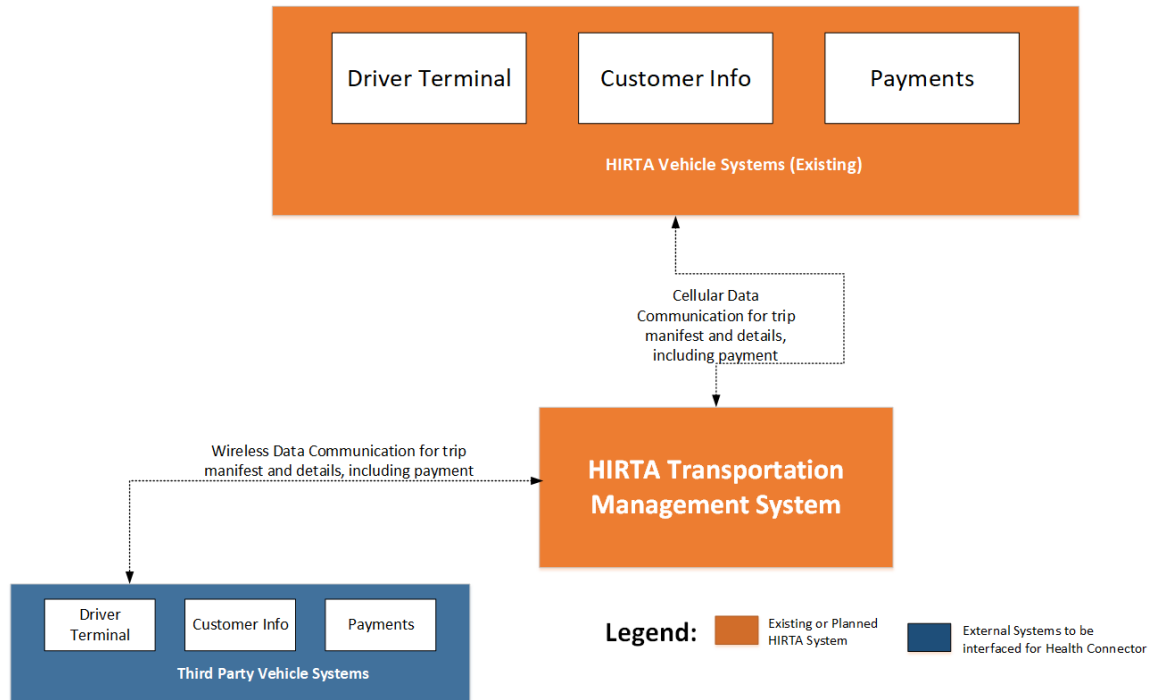 Driver Terminal
Customer Info
Payments
HIRTA Vehicle Systems (Existing)
Cellular Data
Communication for trip
manifest and details,
including payment
Wireless Data Communication for trip
manifest and details, including payment
HIRTA Transportation
Management System
Driver
Terminal
Customer Info
Payments
Third Party Vehicle Systems
Legend:
Existing or Planned
HIRTA System
External Systems to be
interfaced for Health Connector